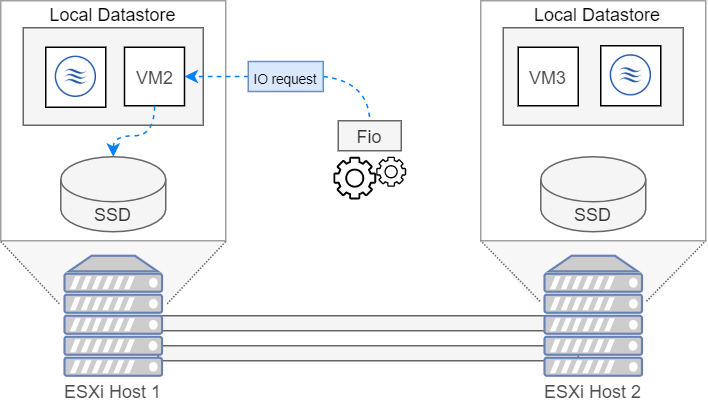 Local Datastore
VM2
IO request
Fio
SSD
ESXi Host 1
Local Datastore
VM3
SSD
ESXi Host 2